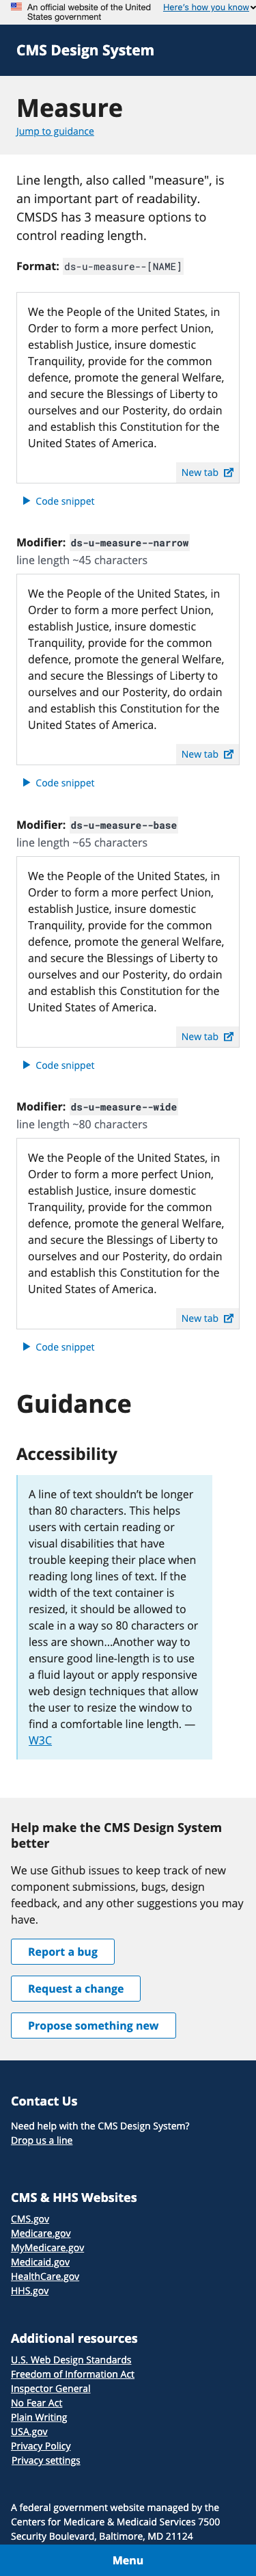 An official website of the United States government
Here's how you know
CMS Design System
Measure
Jump to guidance
Line length, also called "measure", is
an important part of readability.
CMSDS has 3 measure options to
control reading length.
Format: ds-u-measure--[NAME]
We the People of the United States, in
Order to form a more perfect Union,
establish Justice, insure domestic
Tranquility, provide for the common
defence, promote the general Welfare,
and secure the Blessings of Liberty to
ourselves and our Posterity, do ordain
and establish this Constitution for the
United States of America.
New tab
Code snippet
Modifier: ds-u-measure--narrow
line length ~45 characters
We the People of the United States, in
Order to form a more perfect Union,
establish Justice, insure domestic
Tranquility, provide for the common
defence, promote the general Welfare,
and secure the Blessings of Liberty to
ourselves and our Posterity, do ordain
and establish this Constitution for the
United States of America.
New tab
Code snippet
Modifier: ds-u-measure--base
line length ~65 characters
We the People of the United States, in
Order to form a more perfect Union,
establish Justice, insure domestic
Tranquility, provide for the common
defence, promote the general Welfare,
and secure the Blessings of Liberty to
ourselves and our Posterity, do ordain
and establish this Constitution for the
United States of America.
New tab
Code snippet
Modifier: ds-u-measure--wide
line length ~80 characters
We the People of the United States, in
Order to form a more perfect Union,
establish Justice, insure domestic
Tranquility, provide for the common
defence, promote the general Welfare,
and secure the Blessings of Liberty to
ourselves and our Posterity, do ordain
and establish this Constitution for the
United States of America.
New tab
Code snippet
Guidance
Accessibility
A line of text shouldn't be longer
than 80 characters. This helps
users with certain reading or
visual disabilities that have
trouble keeping their place when
reading long lines of text. If the
width of the text container is
resized, it should be allowed to
scale in a way so 80 characters or
less are shown...Another way to
ensure good line-length is to use
a fluid layout or apply responsive
web design techniques that allow
the user to resize the window to
find a comfortable line length. —
W3C
Help make the CMS Design System
better
We use Github issues to keep track of new
component submissions, bugs, design
feedback, and any other suggestions you may
have.
Report a bug
Request a change
Propose something new
Contact Us
Need help with the CMS Design System?
Drop us a line
CMS & HHS Websites
CMS.gov
Medicare.gov
MyMedicare.gov
Medicaid.gov
HealthCare.gov
HHS.gov
Additional resources
U.S. Web Design Standards
Freedom of Information Act
Inspector General
No Fear Act
Plain Writing
USA.gov
Privacy Policy
Privacy settings
A federal government website managed by the
Centers for Medicare & Medicaid Services 7500
Security Boulevard, Baltimore, MD 21124
Menu